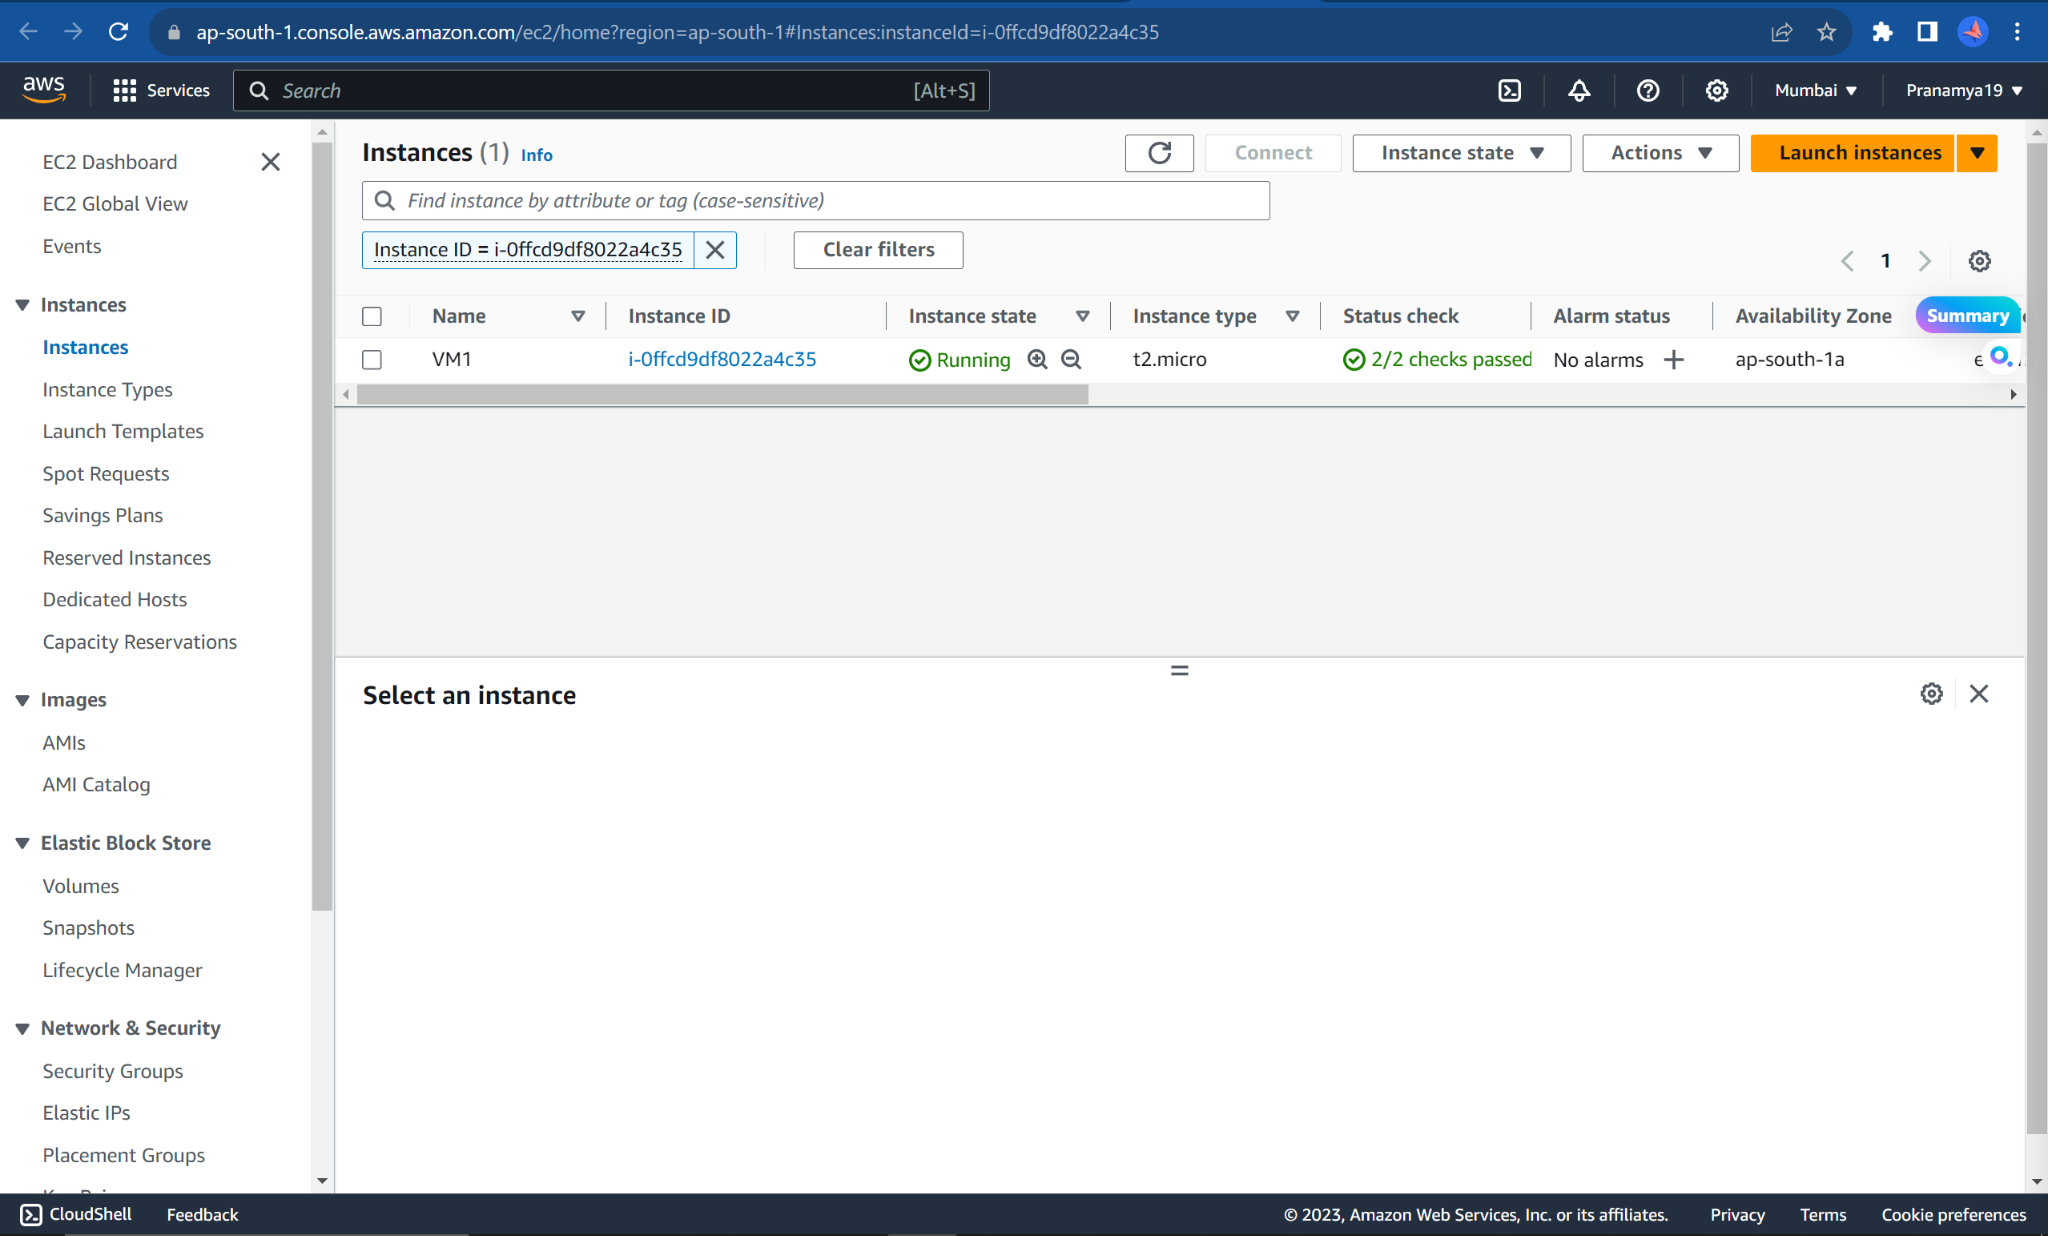 ap-south-1.console.aws.amazon.com/ec2/home?region=ap-south-1#Instances:instanceId=i-0ffcd9df8022a4c35
aws Services Search [Alt+S] Mumbai Pranamya19
EC2 Dashboard
EC2 Global View
Events
Instances
Instances
Instance Types
Launch Templates
Spot Requests
Savings Plans
Reserved Instances
Dedicated Hosts
Capacity Reservations
Images
AMIs
AMI Catalog
Elastic Block Store
Volumes
Snapshots
Lifecycle Manager
Network & Security
Security Groups
Elastic IPs
Placement Groups
Instances (1) Info Connect Instance state Actions Launch instances
Find instance by attribute or tag (case-sensitive)
Instance ID = i-0ffcd9df8022a4c35 Clear filters 1
Name Instance ID Instance state Instance type Status check Alarm status Availability Zone Summary
VM1 i-0ffcd9df8022a4c35 Running t2.micro 2/2 checks passed No alarms ap-south-1a
Select an instance
CloudShell Feedback © 2023, Amazon Web Services, Inc. or its affiliates. Privacy Terms Cookie preferences